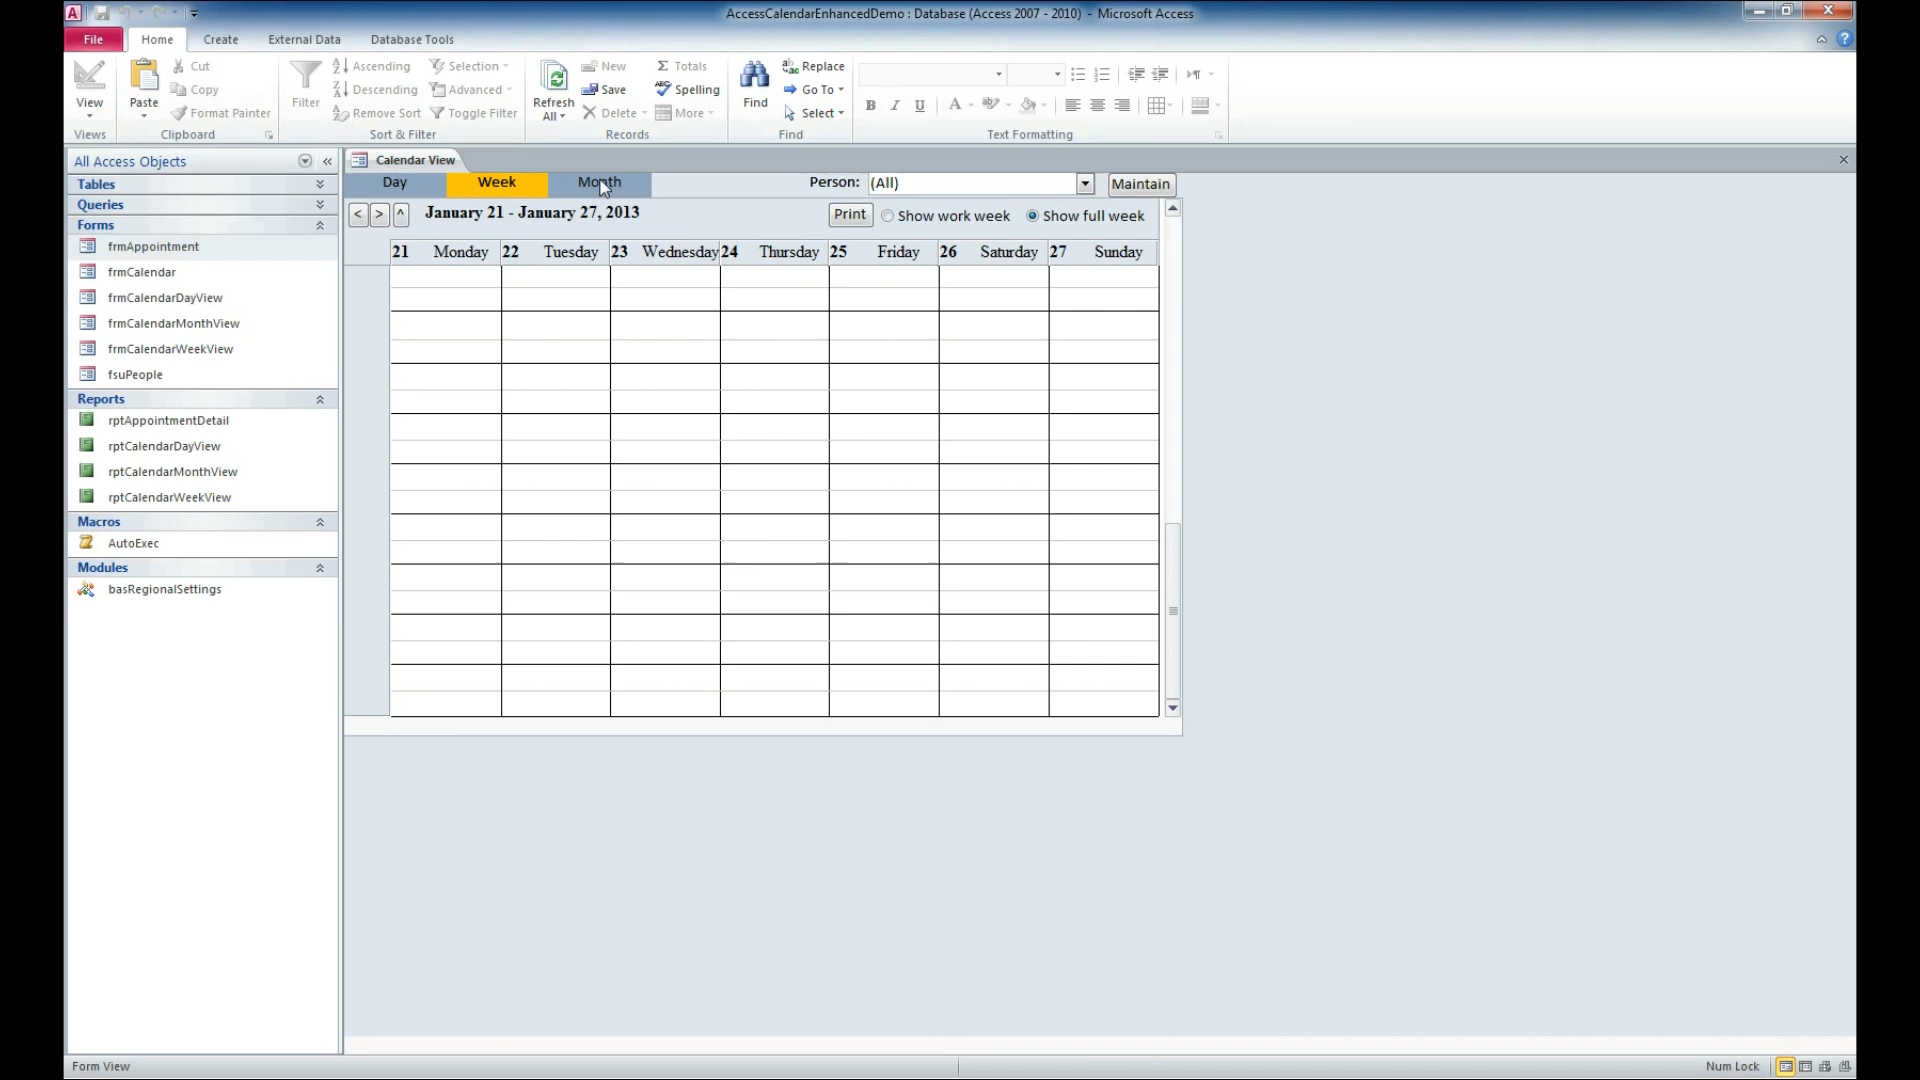 AccessCalendarEnhancedDemo : Database (Access 2007 - 2010) - Microsoft Access
File Home Create External Data Database Tools
View
Views
Paste
Cut
Copy
Format Painter
Clipboard
Filter
Ascending
Descending
Remove Sort
Selection
Advanced
Toggle Filter
Sort & Filter
Refresh
All
New
Save
Delete
Totals
Spelling
More
Records
Find
Replace
Go To
Select
Find
B I U A
Text Formatting
All Access Objects
Tables
Queries
Forms
frmAppointment
frmCalendar
frmCalendarDayView
frmCalendarMonthView
frmCalendarWeekView
fsuPeople
Reports
rptAppointmentDetail
rptCalendarDayView
rptCalendarMonthView
rptCalendarWeekView
Macros
AutoExec
Modules
basRegionalSettings
Calendar View
Day Week Month Person: (All) Maintain
< > ^ January 21 - January 27, 2013 Print Show work week Show full week
21 Monday 22 Tuesday 23 Wednesday 24 Thursday 25 Friday 26 Saturday 27 Sunday
Form View Num Lock